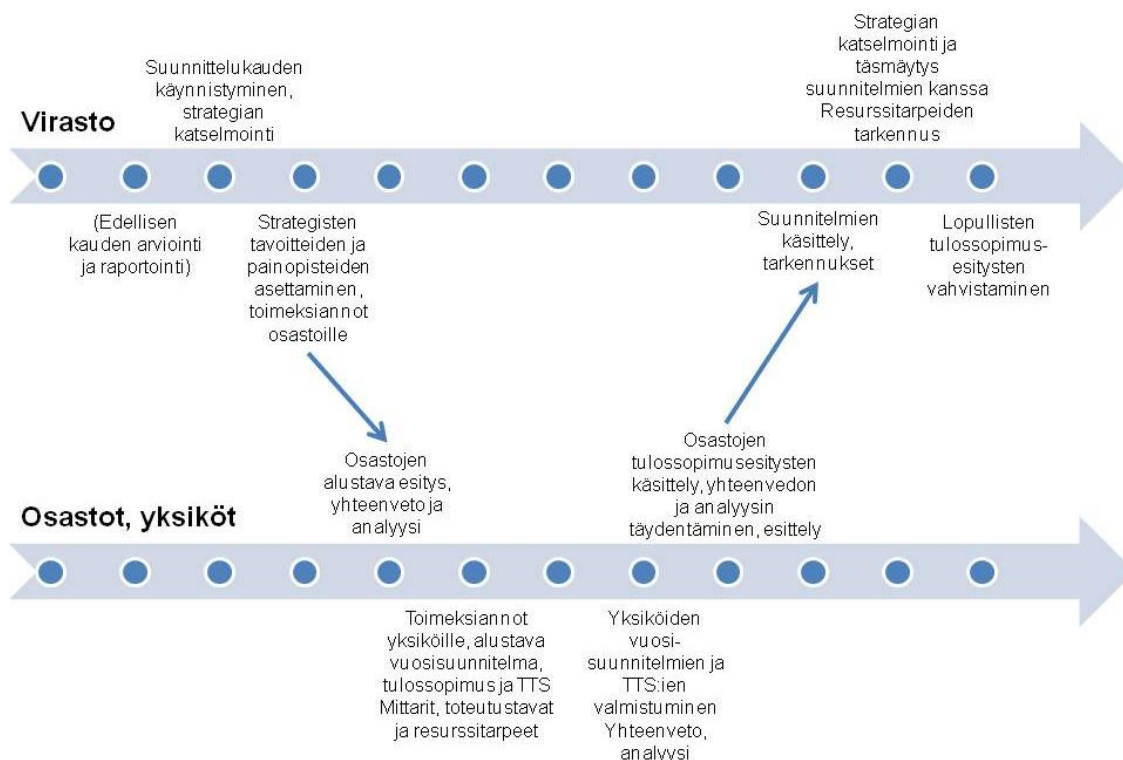 Suunnittelukauden
käynnistyminen,
strategian
katselmointi
Strategian
katselmointi ja
täsmäytys
suunnitelmien kanssa
Resurssitarpeiden
tarkennus
Virasto
(Edellisen
kauden arviointi
ja raportointi)
Strategisten
tavoitteiden ja
painopisteiden
asettaminen,
toimeksiannot
osastoille
Suunnitelmien
käsittely,
tarkennukset
Lopullisten
tulossopimus-
esitysten
vahvistaminen
Osastojen
alustava esitys,
yhteenveto ja
analyysi
Osastojen
tulossopimusesitysten
käsittely, yhteenvedon
ja analyysin
täydentäminen, esittely
Osastot, yksiköt
Toimeksiannot
yksiköille, alustava
vuosisuunnitelma,
tulossopimus ja TTS
Mittarit, toteutustavat
ja resurssitarpeet
Yksiköiden
vuosi-
suunnitelmien ja
TTS:ien
valmistuminen
Yhteenveto,
analyysi